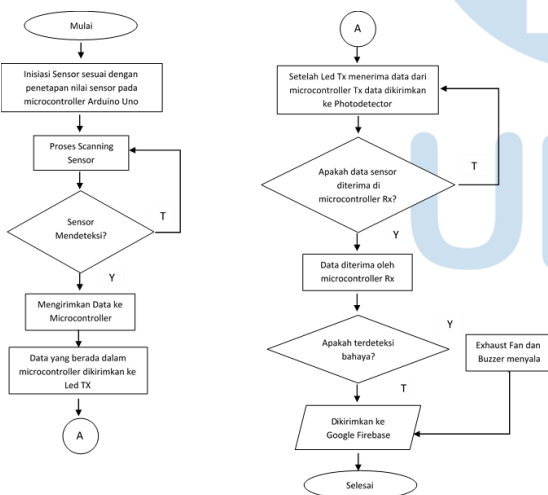 Mulai
Inisiasi Sensor sesuai dengan
penetapan nilai sensor pada
microcontroller Arduino Uno
Proses Scanning
Sensor
Sensor
Mendeteksi?
T
Y
Mengirimkan Data ke
Microcontroller
Data yang berada dalam
microcontroller dikirimkan ke
Led TX
A
A
Setelah Led Tx menerima data dari
microcontroller Tx data dikirimkan
ke Photodetector
Apakah data sensor
diterima di
microcontroller Rx?
T
Y
Data diterima oleh
microcontroller Rx
Apakah terdeteksi
bahaya?
Y
Exhaust Fan dan
Buzzer menyala
T
Dikirimkan ke
Google Firebase
Selesai
U